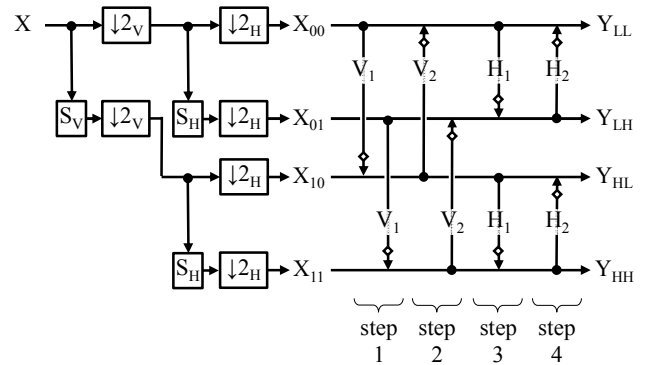 X ↓2V ↓2H X00 YLL
V1 V2 H1 H2
SV ↓2V SH ↓2H X01 YLH
↓2H X10 YHL
V1 V2 H1 H2
SH ↓2H X11 YHH
step step step step
1 2 3 4